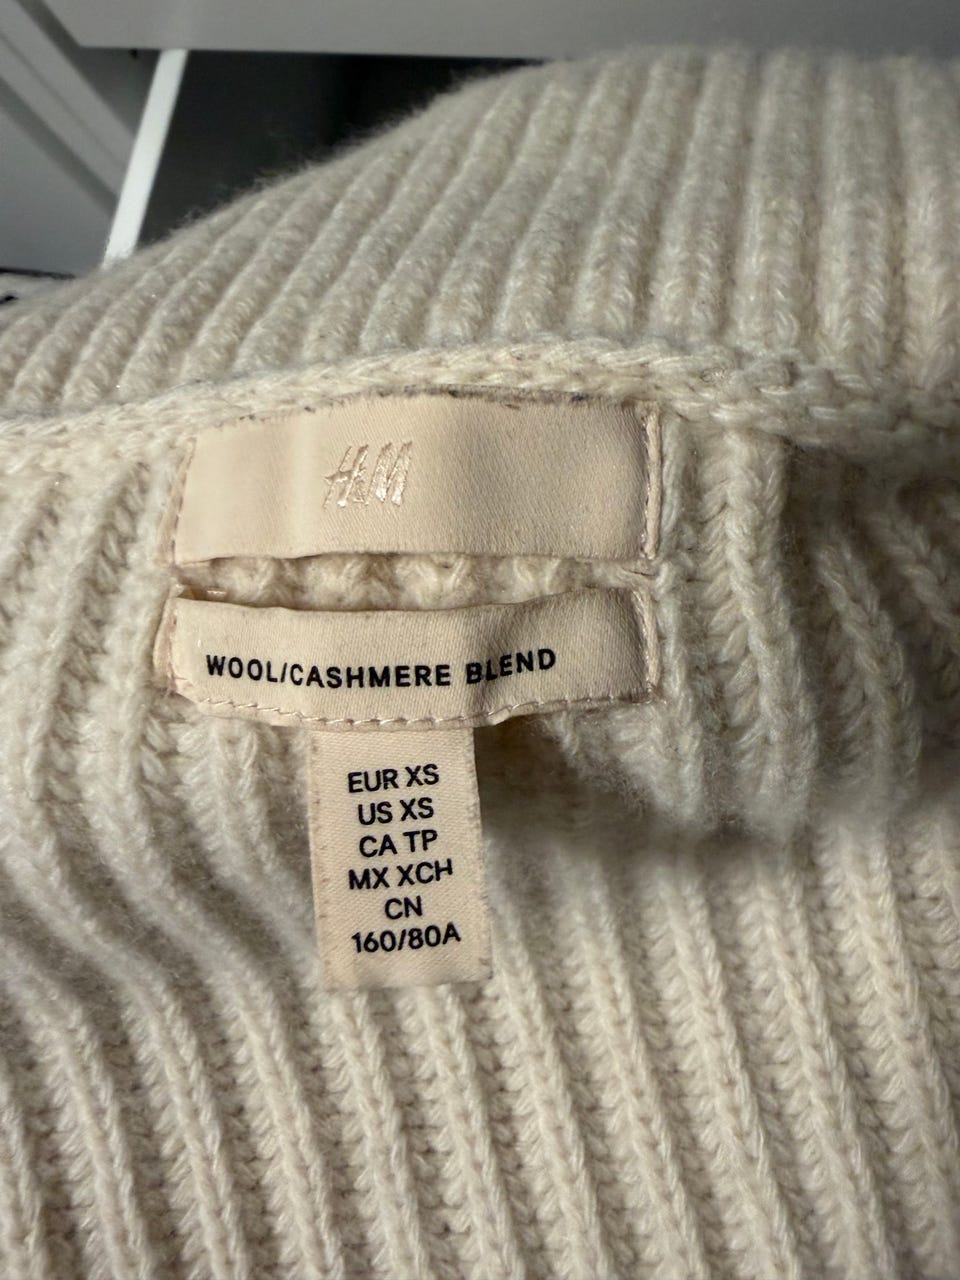 H&M
WOOL/CASHMERE BLEND
EUR XS
US XS
CA TP
MX XCH
CN
160/80A